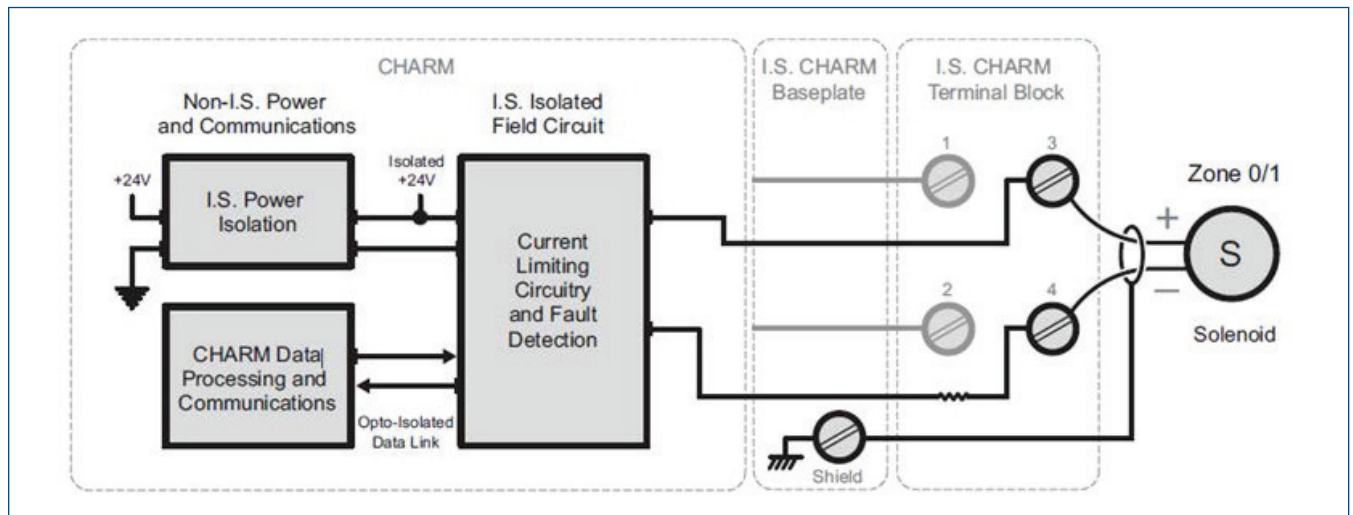 CHARM
Non-I.S. Power
and Communications
I.S. Isolated
Field Circuit
I.S. CHARM
Baseplate
I.S. CHARM
Terminal Block
+24V
I.S. Power
Isolation
Isolated
+24V
Current
Limiting
Circuitry
and Fault
Detection
CHARM Data
Processing and
Communications
Opto-Isolated
Data Link
1
3
2
4
Shield
Zone 0/1
+
S
−
Solenoid